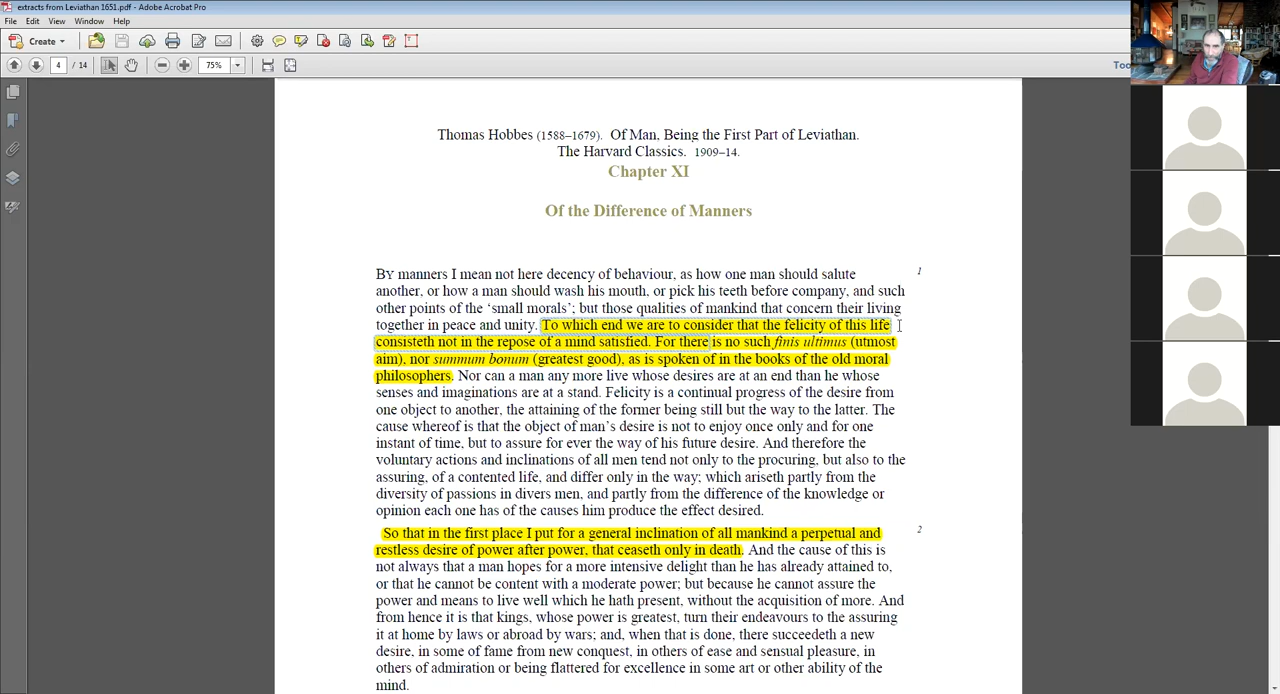 extracts from Leviathan 1651.pdf - Adobe Acrobat Pro
File Edit View Window Help
Create
4 / 14
75%
Too
Thomas Hobbes (1588–1679). Of Man, Being the First Part of Leviathan.
The Harvard Classics. 1909–14.
Chapter XI
Of the Difference of Manners
BY manners I mean not here decency of behaviour, as how one man should salute 1
another, or how a man should wash his mouth, or pick his teeth before company, and such
other points of the ‘small morals’; but those qualities of mankind that concern their living
together in peace and unity. To which end we are to consider that the felicity of this life
consisteth not in the repose of a mind satisfied. For there is no such finis ultimus (utmost
aim), nor summum bonum (greatest good), as is spoken of in the books of the old moral
philosophers. Nor can a man any more live whose desires are at an end than he whose
senses and imaginations are at a stand. Felicity is a continual progress of the desire from
one object to another, the attaining of the former being still but the way to the latter. The
cause whereof is that the object of man’s desire is not to enjoy once only and for one
instant of time, but to assure for ever the way of his future desire. And therefore the
voluntary actions and inclinations of all men tend not only to the procuring, but also to the
assuring, of a contented life, and differ only in the way; which ariseth partly from the
diversity of passions in divers men, and partly from the difference of the knowledge or
opinion each one has of the causes him produce the effect desired.
So that in the first place I put for a general inclination of all mankind a perpetual and 2
restless desire of power after power, that ceaseth only in death. And the cause of this is
not always that a man hopes for a more intensive delight than he has already attained to,
or that he cannot be content with a moderate power; but because he cannot assure the
power and means to live well which he hath present, without the acquisition of more. And
from hence it is that kings, whose power is greatest, turn their endeavours to the assuring
it at home by laws or abroad by wars; and, when that is done, there succeedeth a new
desire, in some of fame from new conquest, in others of ease and sensual pleasure, in
others of admiration or being flattered for excellence in some art or other ability of the
mind.